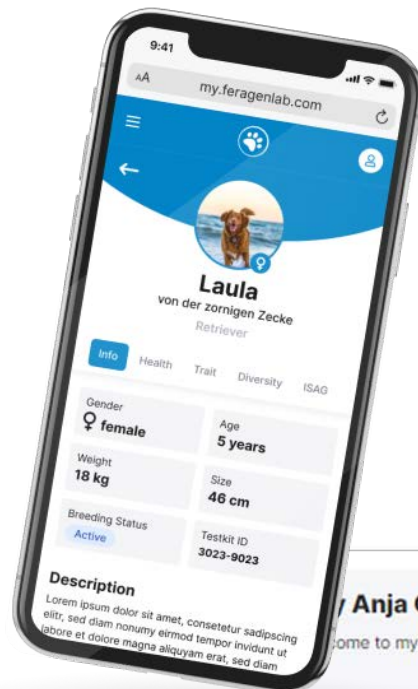 9:41
AA my.feragenlab.com
Laula
von der zornigen Zecke
Retriever
Info Health Trait Diversity ISAG
Gender Age
female 5 years
Weight Size
18 kg 46 cm
Breeding Status Testkit ID
Active 3023-9023
Description
Lorem ipsum dolor sit amet, consetetur sadipscing
elitr, sed diam nonumy eirmod tempor invidunt ut
labore et dolore magna aliquyam erat, sed diam
Anja
come to my